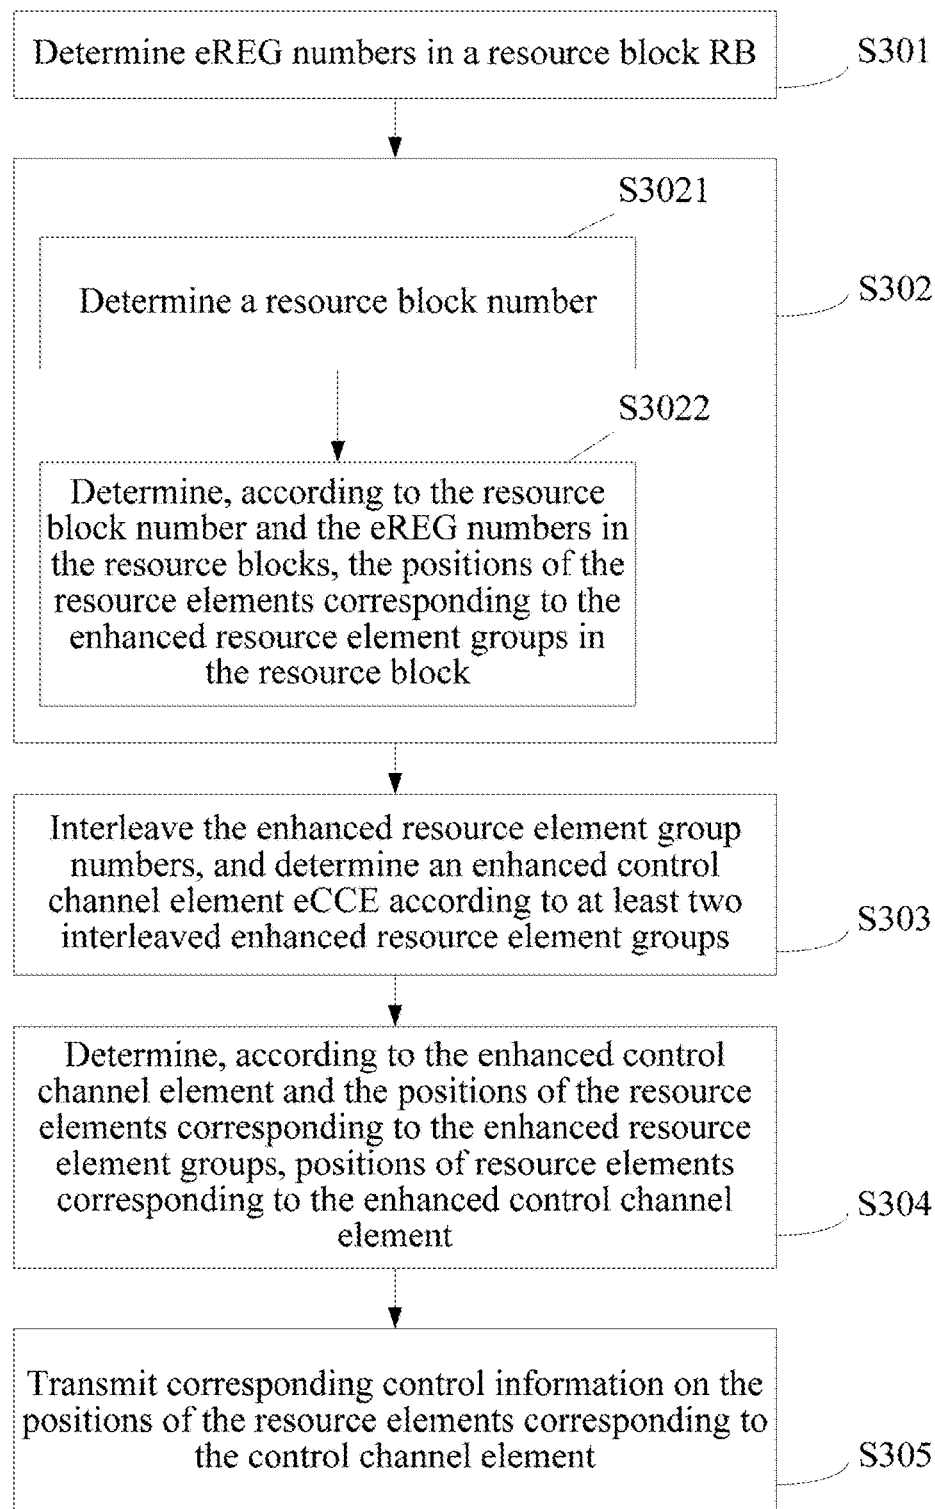 Determine eREG numbers in a resource block RB
S301
S3021
Determine a resource block number
S302
S3022
Determine, according to the resource
block number and the eREG numbers in
the resource blocks, the positions of the
resource elements corresponding to the
enhanced resource element groups in
the resource block
Interleave the enhanced resource element group
numbers, and determine an enhanced control
channel element eCCE according to at least two
interleaved enhanced resource element groups
S303
Determine, according to the enhanced control
channel element and the positions of the resource
elements corresponding to the enhanced resource
element groups, positions of resource elements
corresponding to the enhanced control channel
element
S304
Transmit corresponding control information on the
positions of the resource elements corresponding to
the control channel element
S305